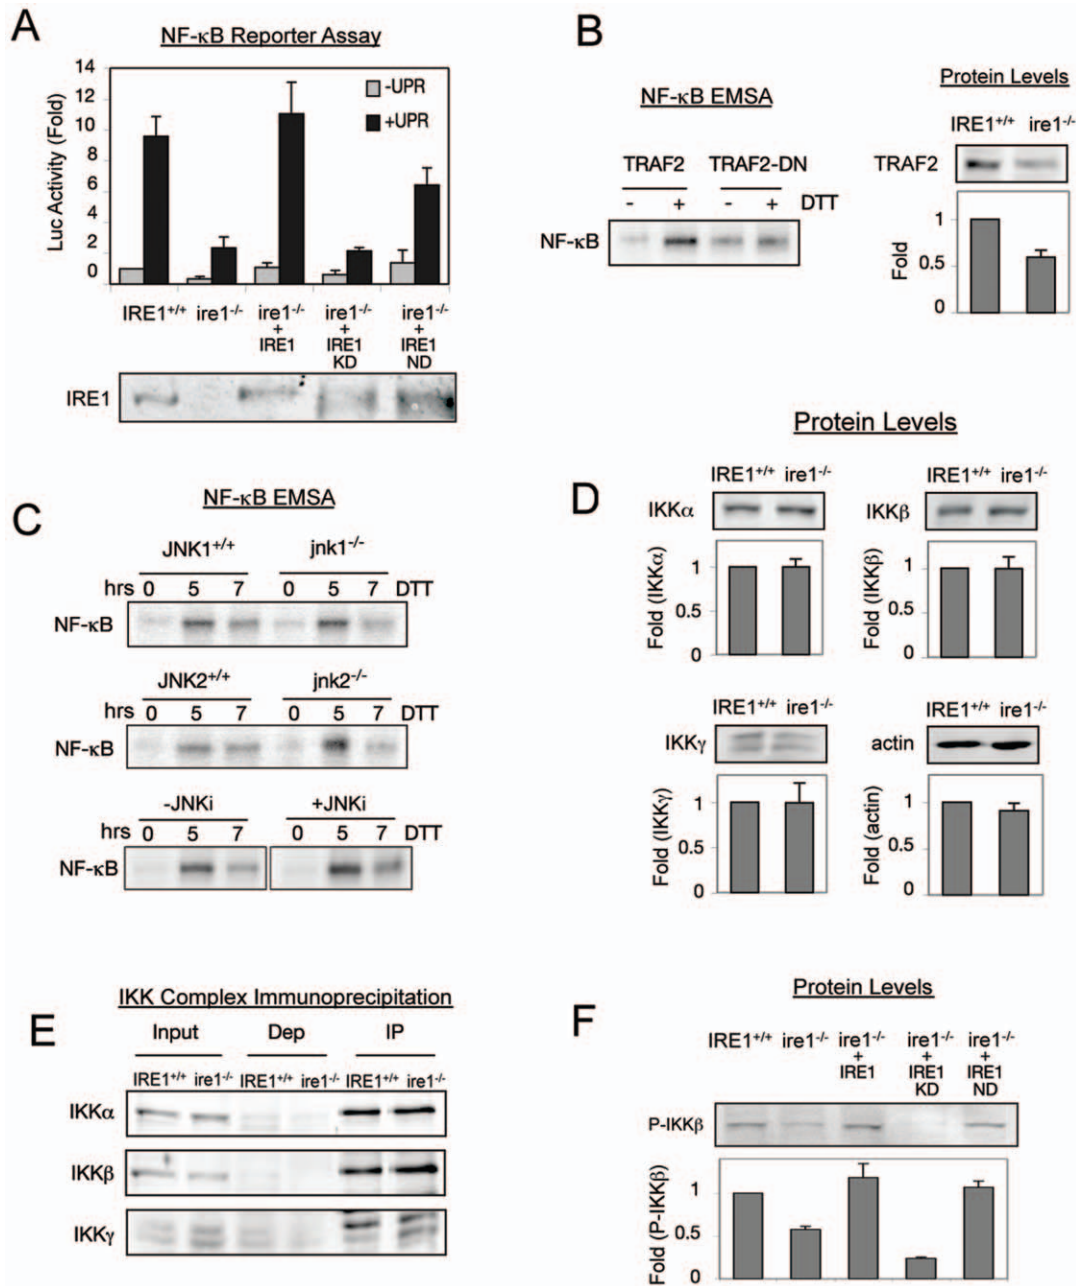 A
NF-κB Reporter Assay
Luc Activity (Fold)
14
12
10
8
6
4
2
0
-UPR
+UPR
IRE1+/+ ire1-/- ire1-/- + IRE1 ire1-/- + IRE1 KD ire1-/- + IRE1 ND
IRE1
B
NF-κB EMSA
TRAF2 TRAF2-DN
- + - + DTT
NF-κB
Protein Levels
IRE1+/+ ire1-/-
TRAF2
Fold
1
0.5
0
C
NF-κB EMSA
JNK1+/+ jnk1-/-
hrs 0 5 7 0 5 7 DTT
NF-κB
JNK2+/+ jnk2-/-
hrs 0 5 7 0 5 7 DTT
NF-κB
-JNKi +JNKi
hrs 0 5 7 0 5 7 DTT
NF-κB
D
Protein Levels
IRE1+/+ ire1-/-
IKKα
Fold (IKKα)
1
0.5
0
IRE1+/+ ire1-/-
IKKβ
Fold (IKKβ)
1
0.5
0
IRE1+/+ ire1-/-
IKKγ
Fold (IKKγ)
1
0.5
0
IRE1+/+ ire1-/-
actin
Fold (actin)
1
0.5
0
E
IKK Complex Immunoprecipitation
Input Dep IP
IRE1+/+ ire1-/- IRE1+/+ ire1-/- IRE1+/+ ire1-/-
IKKα
IKKβ
IKKγ
F
Protein Levels
IRE1+/+ ire1-/- ire1-/- + IRE1 ire1-/- + IRE1 KD ire1-/- + IRE1 ND
P-IKKβ
Fold (P-IKKβ)
1
0.5
0